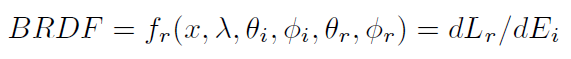 BRDF = f_r(x, λ, θ_i, ϕ_i, θ_r, ϕ_r) = dL_r/dE_i